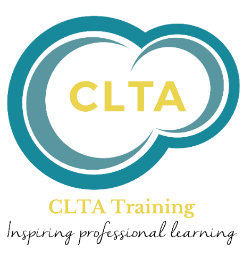 CLTA
CLTA Training
Inspiring professional learning